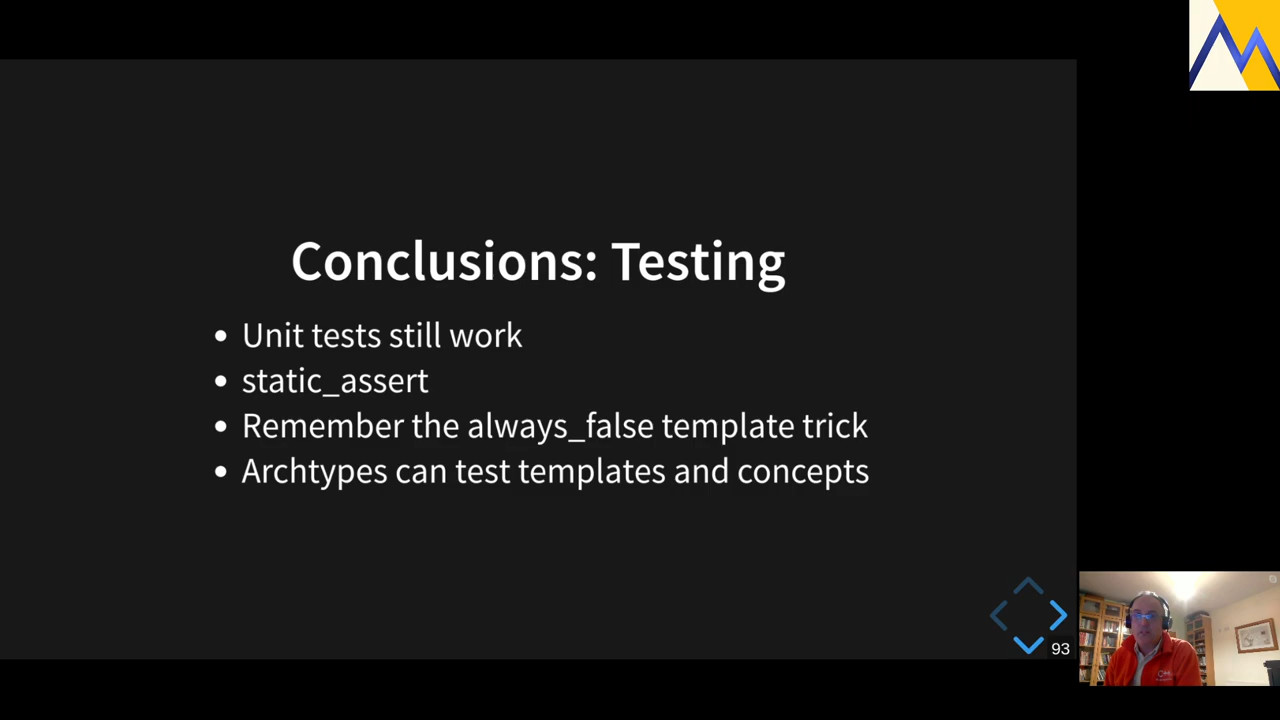 Conclusions: Testing
• Unit tests still work
• static_assert
• Remember the always_false template trick
• Archtypes can test templates and concepts
93